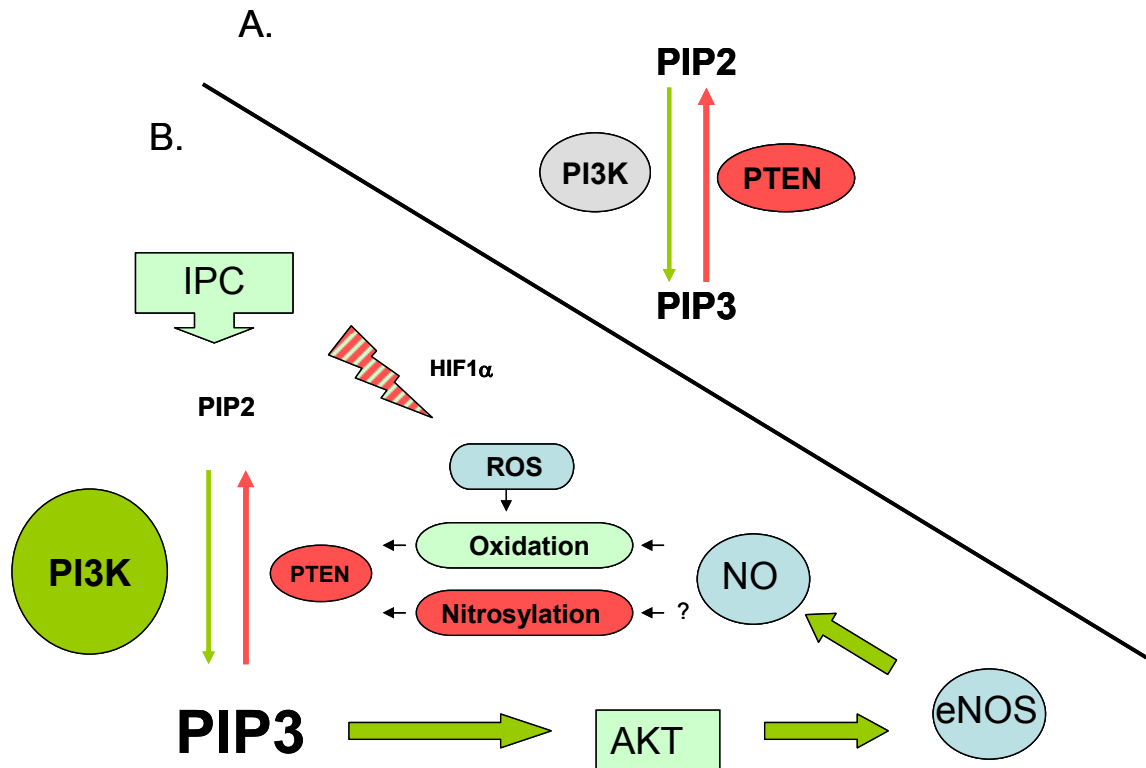 A.
PIP2
PI3K
PTEN
PIP3
B.
IPC
HIF1α
PIP2
ROS
Oxidation
PI3K
PTEN
NO
Nitrosylation
?
PIP3
AKT
eNOS